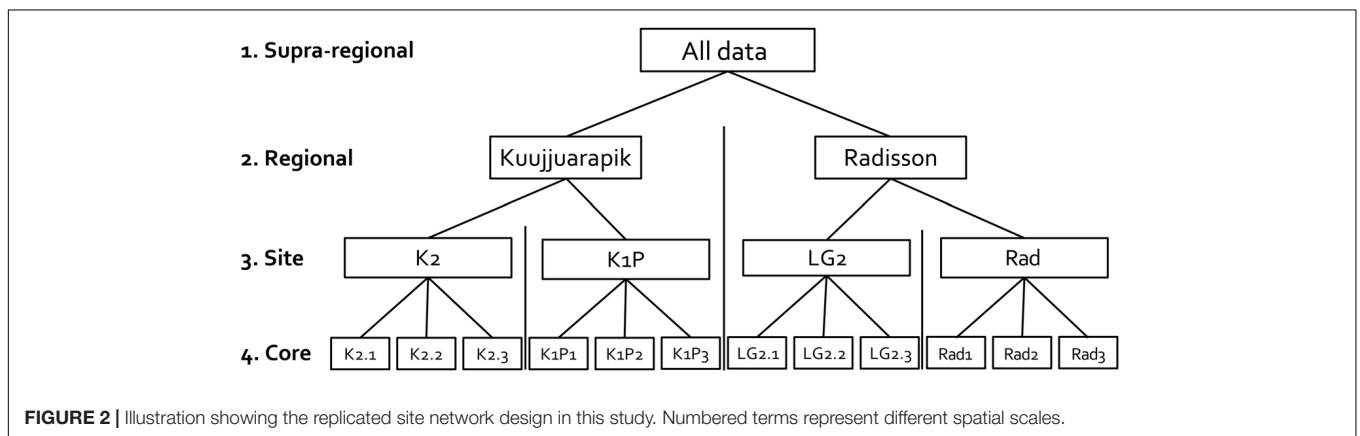 1. Supra-regional All data
2. Regional Kuujjuarapik Radisson
3. Site K2 K1P LG2 Rad
4. Core K2.1 K2.2 K2.3 K1P1 K1P2 K1P3 LG2.1 LG2.2 LG2.3 Rad1 Rad2 Rad3
FIGURE 2 | Illustration showing the replicated site network design in this study. Numbered terms represent different spatial scales.